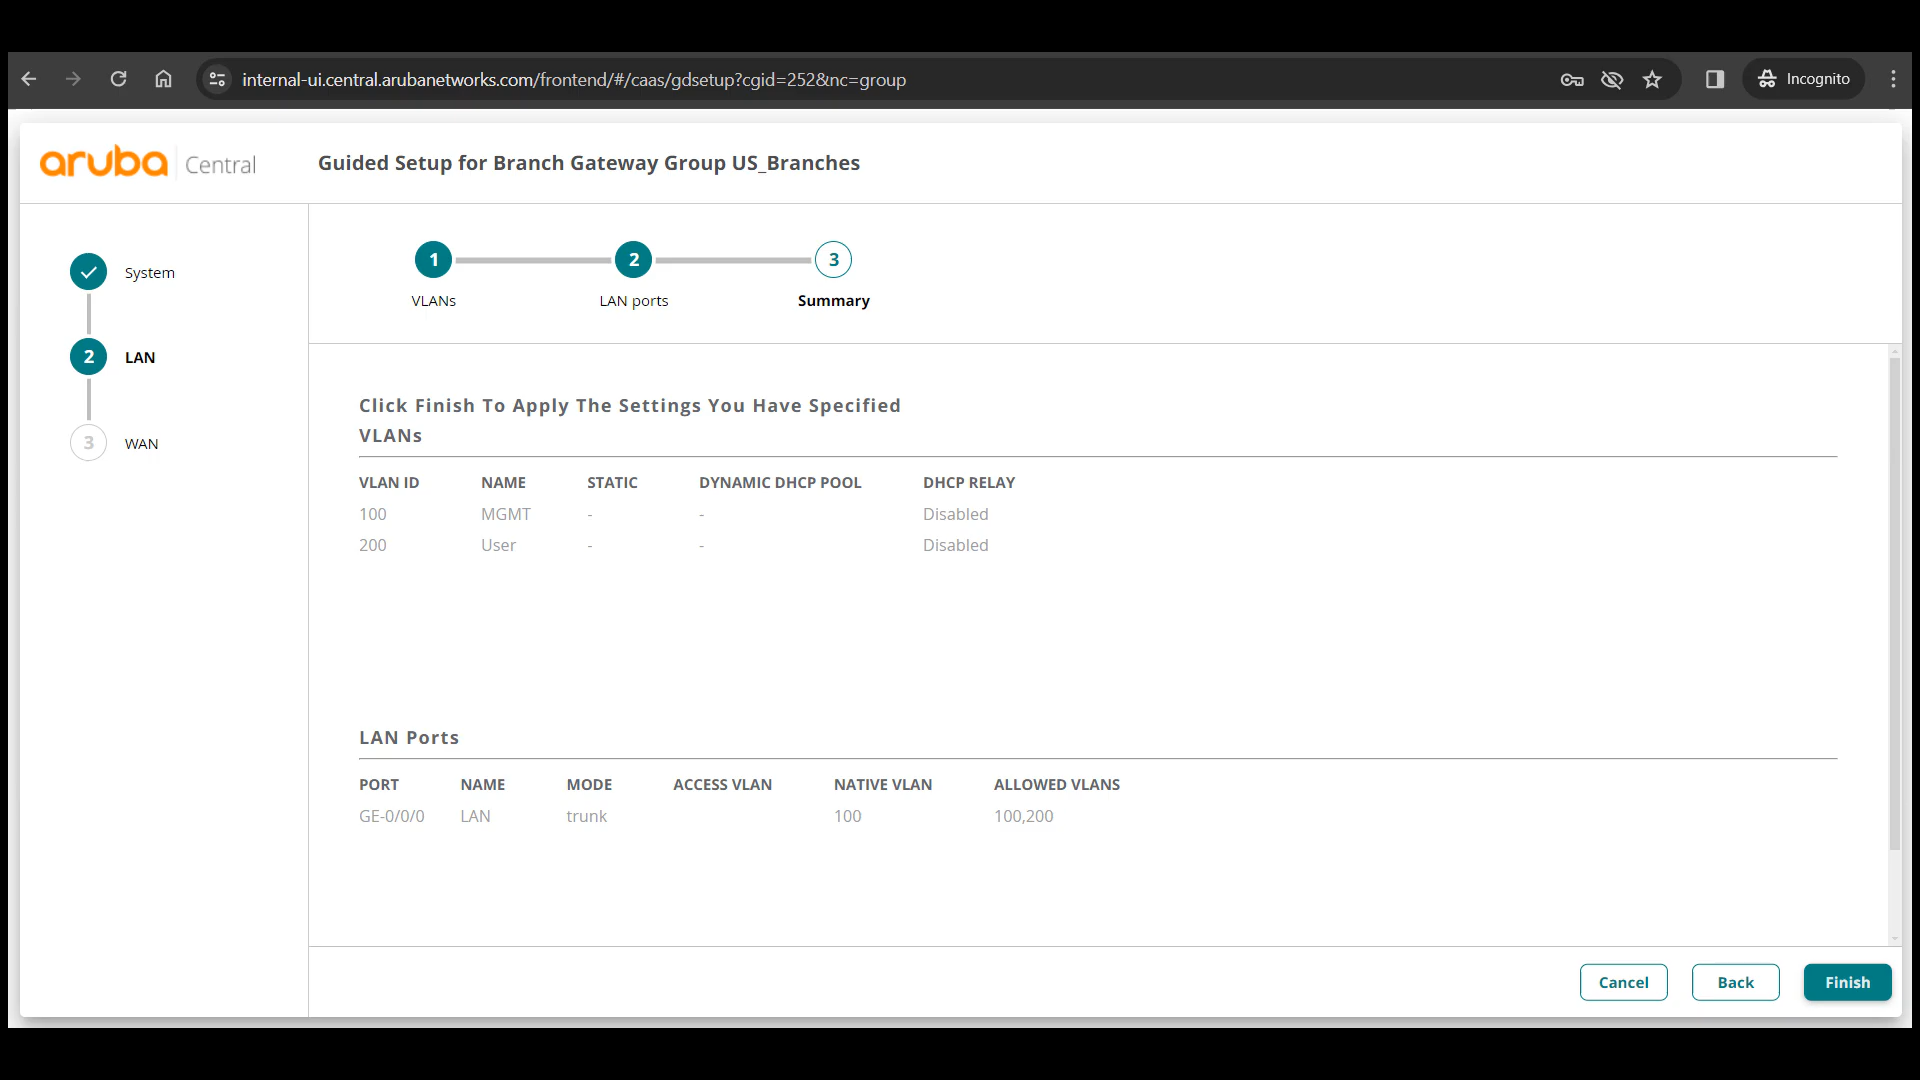 internal-ui.central.arubanetworks.com/frontend/#/caas/gdsetup?cgid=252&nc=group
Incognito
aruba Central
Guided Setup for Branch Gateway Group US_Branches
System
2 LAN
3 WAN
1 2 3
VLANs LAN ports Summary
Click Finish To Apply The Settings You Have Specified
VLANs
VLAN ID NAME STATIC DYNAMIC DHCP POOL DHCP RELAY
100 MGMT - - Disabled
200 User - - Disabled
LAN Ports
PORT NAME MODE ACCESS VLAN NATIVE VLAN ALLOWED VLANS
GE-0/0/0 LAN trunk 100 100,200
Cancel Back Finish